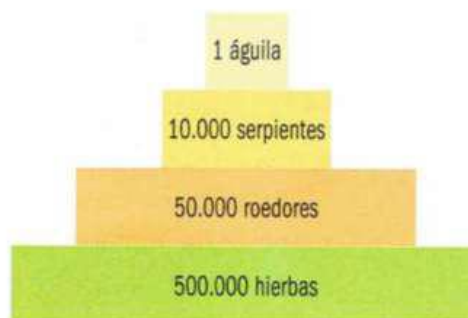 1 águila
10.000 serpientes
50.000 roedores
500.000 hierbas